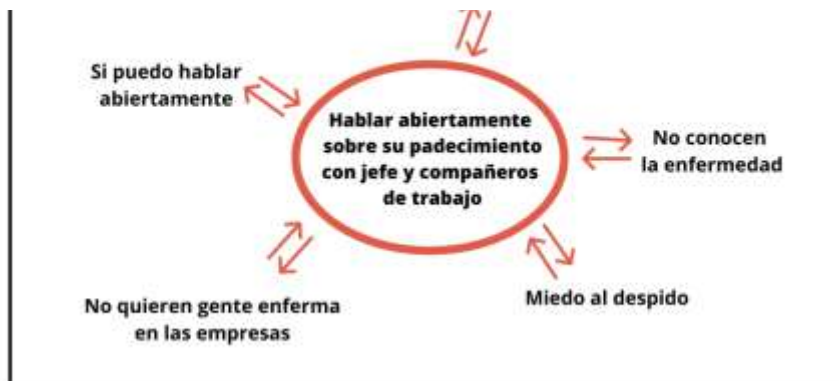 Si puedo hablar
abiertamente
Hablar abiertamente
sobre su padecimiento
con jefe y compañeros
de trabajo
No conocen
la enfermedad
Miedo al despido
No quieren gente enferma
en las empresas